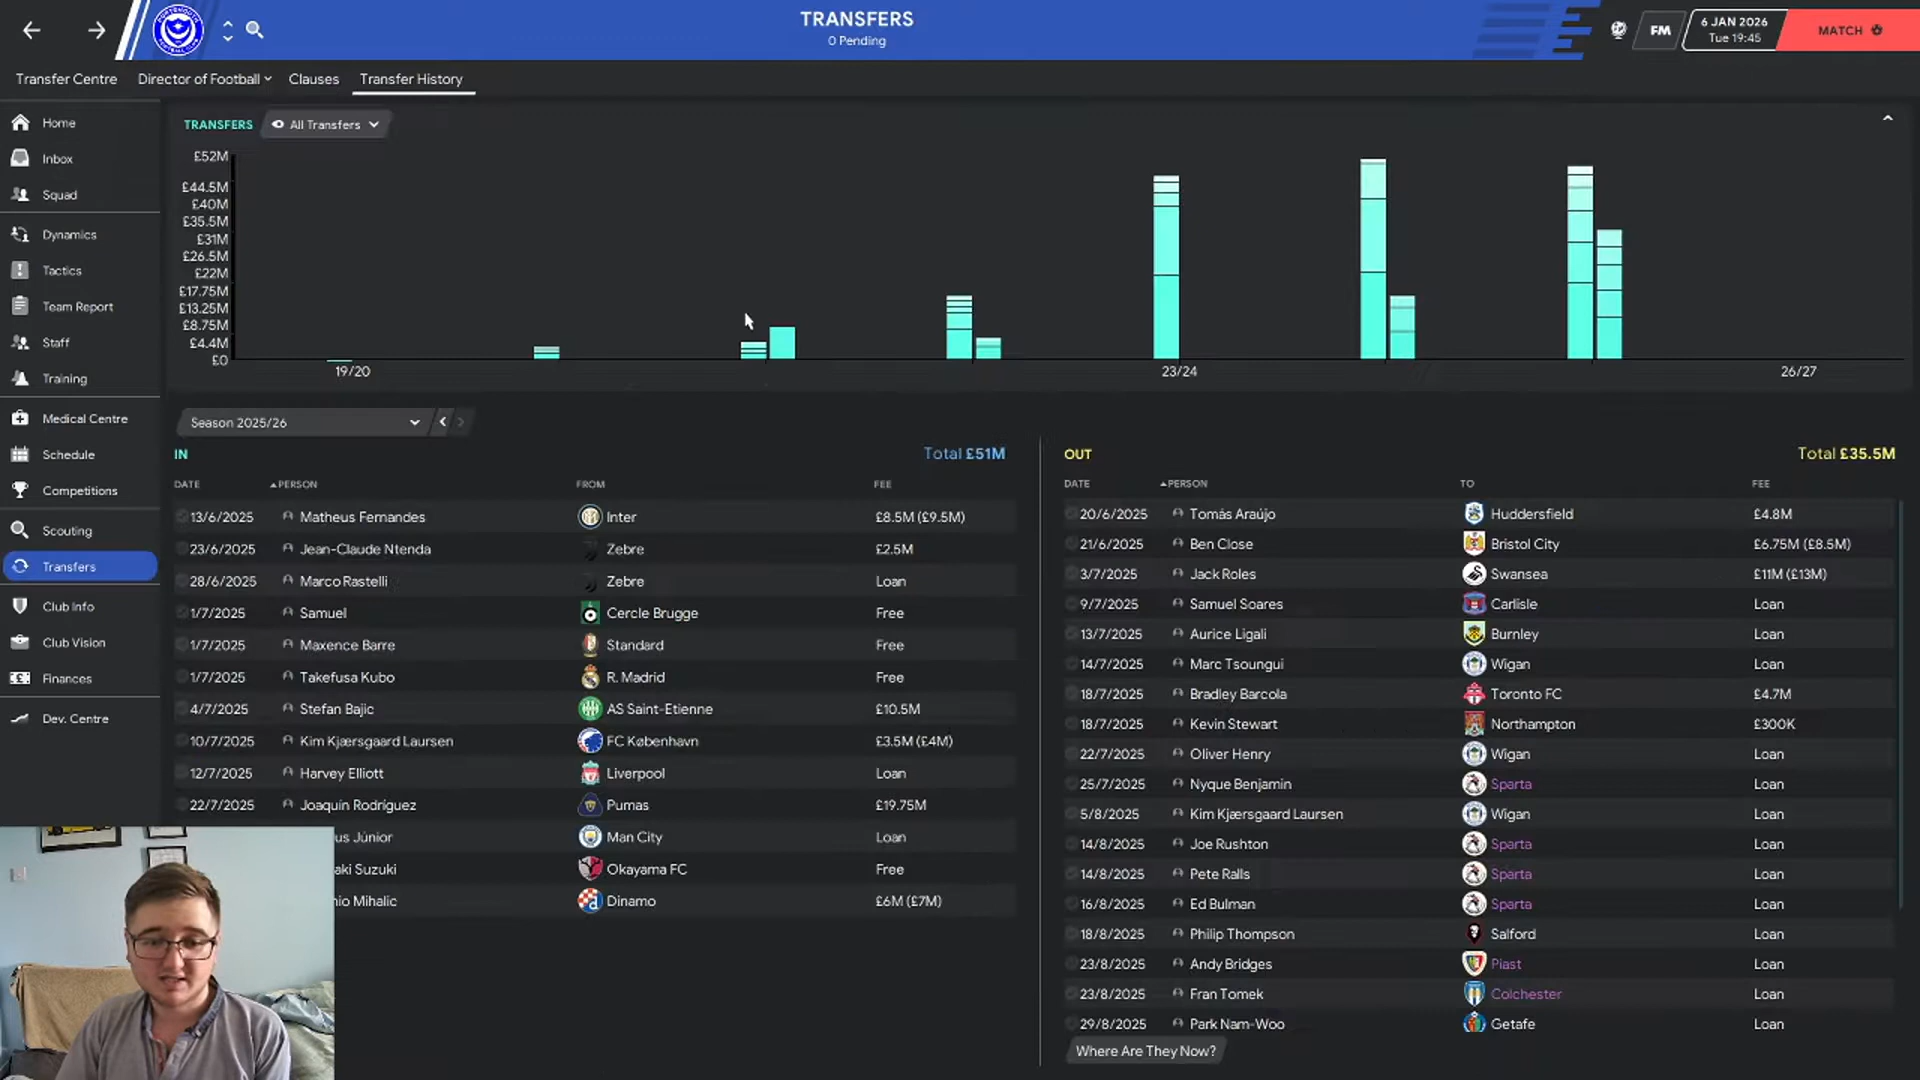 TRANSFERS
0 Pending
FM
6 JAN 2026
Tue 19:45
MATCH
Transfer Centre
Director of Football
Clauses
Transfer History
Home
Inbox
Squad
Dynamics
Tactics
Team Report
Staff
Training
Medical Centre
Schedule
Competitions
Scouting
Transfers
Club Info
Club Vision
Finances
Dev. Centre
TRANSFERS
All Transfers
£52M
£44.5M
£40M
£35.5M
£31M
£26.5M
£22M
£17.75M
£13.25M
£8.75M
£4.4M
£0
19/20
23/24
26/27
Season 2025/26
IN
Total £51M
DATE PERSON FROM FEE
13/6/2025 Matheus Fernandes Inter £8.5M (£9.5M)
23/6/2025 Jean-Claude Ntenda Zebre £2.5M
28/6/2025 Marco Rastelli Zebre Loan
1/7/2025 Samuel Cercle Brugge Free
1/7/2025 Maxence Barre Standard Free
1/7/2025 Takefusa Kubo R. Madrid Free
4/7/2025 Stefan Bajic AS Saint-Etienne £10.5M
10/7/2025 Kim Kjærsgaard Laursen FC København £3.5M (£4M)
12/7/2025 Harvey Elliott Liverpool Loan
22/7/2025 Joaquín Rodríguez Pumas £19.75M
us Júnior Man City Loan
aki Suzuki Okayama FC Free
nio Mihalic Dinamo £6M (£7M)
OUT
Total £35.5M
DATE PERSON TO FEE
20/6/2025 Tomás Araújo Huddersfield £4.8M
21/6/2025 Ben Close Bristol City £6.75M (£8.5M)
3/7/2025 Jack Roles Swansea £11M (£13M)
9/7/2025 Samuel Soares Carlisle Loan
13/7/2025 Aurice Ligali Burnley Loan
14/7/2025 Marc Tsoungui Wigan Loan
18/7/2025 Bradley Barcola Toronto FC £4.7M
18/7/2025 Kevin Stewart Northampton £300K
22/7/2025 Oliver Henry Wigan Loan
25/7/2025 Nyque Benjamin Sparta Loan
5/8/2025 Kim Kjærsgaard Laursen Wigan Loan
14/8/2025 Joe Rushton Sparta Loan
14/8/2025 Pete Ralls Sparta Loan
16/8/2025 Ed Bulman Sparta Loan
18/8/2025 Philip Thompson Salford Loan
23/8/2025 Andy Bridges Piast Loan
23/8/2025 Fran Tomek Colchester Loan
29/8/2025 Park Nam-Woo Getafe Loan
Where Are They Now?